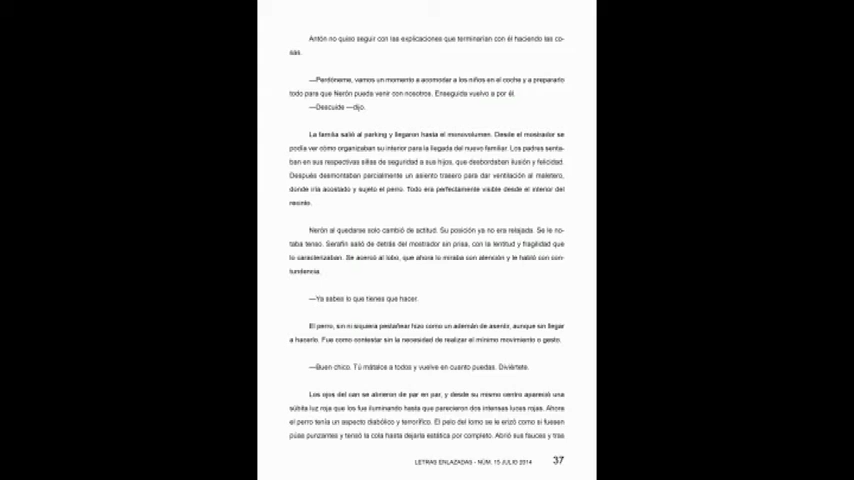 Antón no quiso seguir con las explicaciones que terminarían con él haciendo las co-
sas.
—Perdóneme, vamos un momento a acomodar a los niños en el coche y a prepararlo
todo para que Nerón pueda venir con nosotros. Enseguida vuelvo a por él.
—Descuide —dijo.
La familia salió al parking y llegaron hasta el monovolumen. Desde el mostrador se
podía ver cómo organizaban su interior para la llegada del nuevo familiar. Los padres senta-
ban en sus respectivas sillas de seguridad a sus hijos, que desbordaban ilusión y felicidad.
Después desmontaban parcialmente un asiento trasero para dar ventilación al maletero,
donde iría acostado y sujeto el perro. Todo era perfectamente visible desde el interior del
recinto.
Nerón al quedarse solo cambió de actitud. Su posición ya no era relajada. Se le no-
taba tenso. Serafín salió de detrás del mostrador sin prisa, con la lentitud y fragilidad que
lo caracterizaban. Se acercó al lobo, que ahora lo miraba con atención y le habló con con-
tundencia.
—Ya sabes lo que tienes que hacer.
El perro, sin ni siquiera pestañear hizo como un ademán de asentir, aunque sin llegar
a hacerlo. Fue como contestar sin la necesidad de realizar el mínimo movimiento o gesto.
—Buen chico. Tú mátalos a todos y vuelve en cuanto puedas. Diviértete.
Los ojos del can se abrieron de par en par, y desde su mismo centro apareció una
súbita luz roja que los fue iluminando hasta que parecieron dos intensas luces rojas. Ahora
el perro tenía un aspecto diabólico y terrorífico. El pelo del lomo se le erizó como si fuesen
púas punzantes y tensó la cola hasta dejarla estática por completo. Abrió sus fauces y tras
LETRAS ENLAZADAS - NÚM. 15 JULIO 2014 37